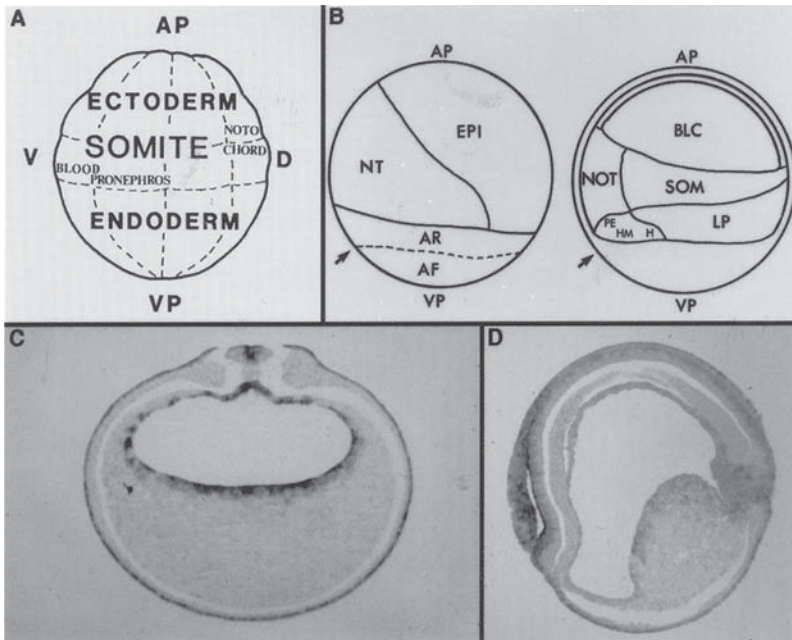 A
AP
ECTODERM
SOMITE
NOTO
CHORD
V
D
BLOOD
PRONEPHROS
ENDODERM
VP
B
AP
EPI
NT
AR
AF
VP
AP
BLC
NOT
SOM
PE
HM
H
LP
VP
C
D